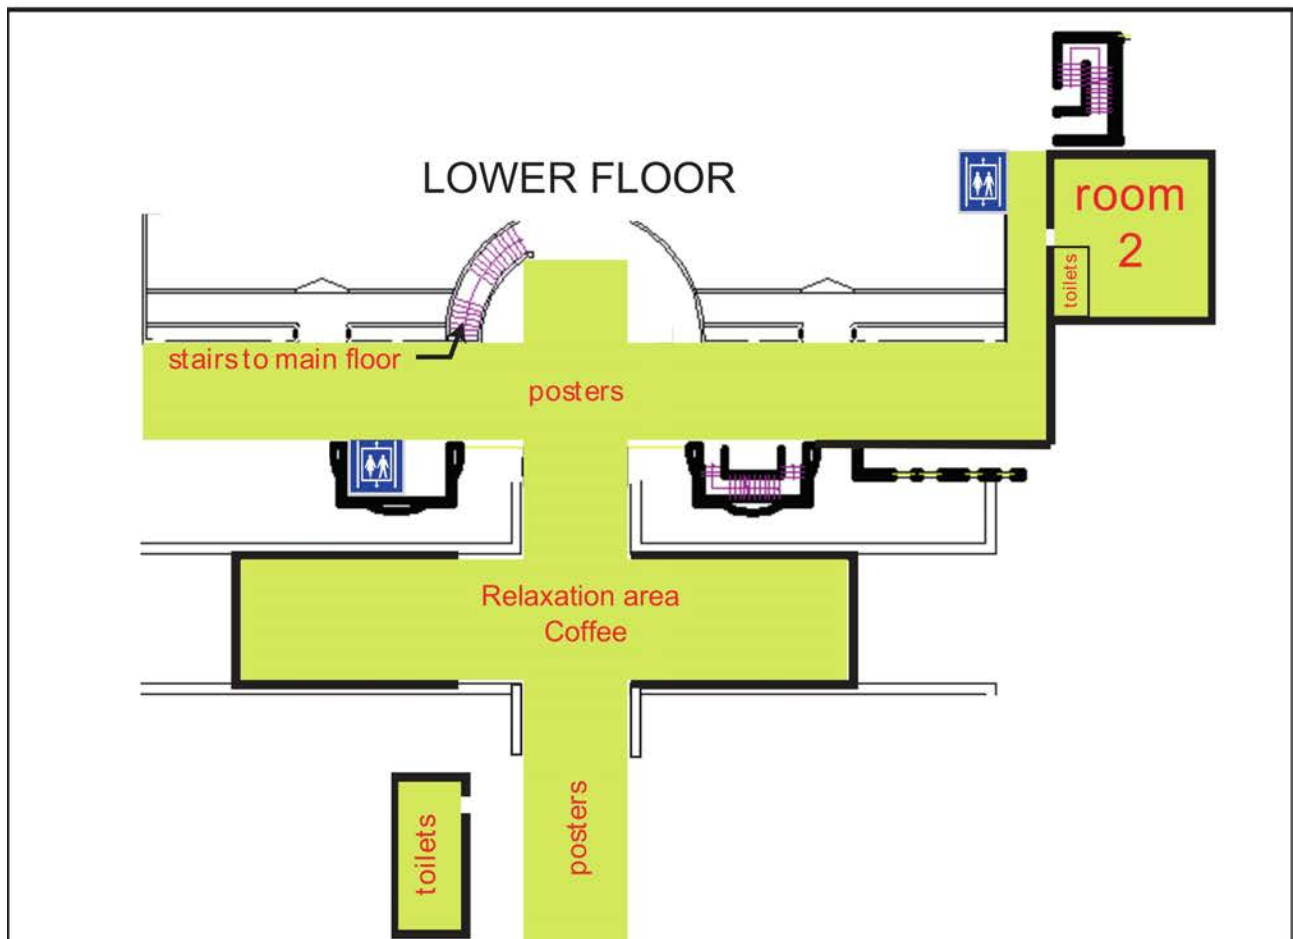 LOWER FLOOR
room
2
toilets
stairs to main floor
posters
Relaxation area
Coffee
toilets
posters